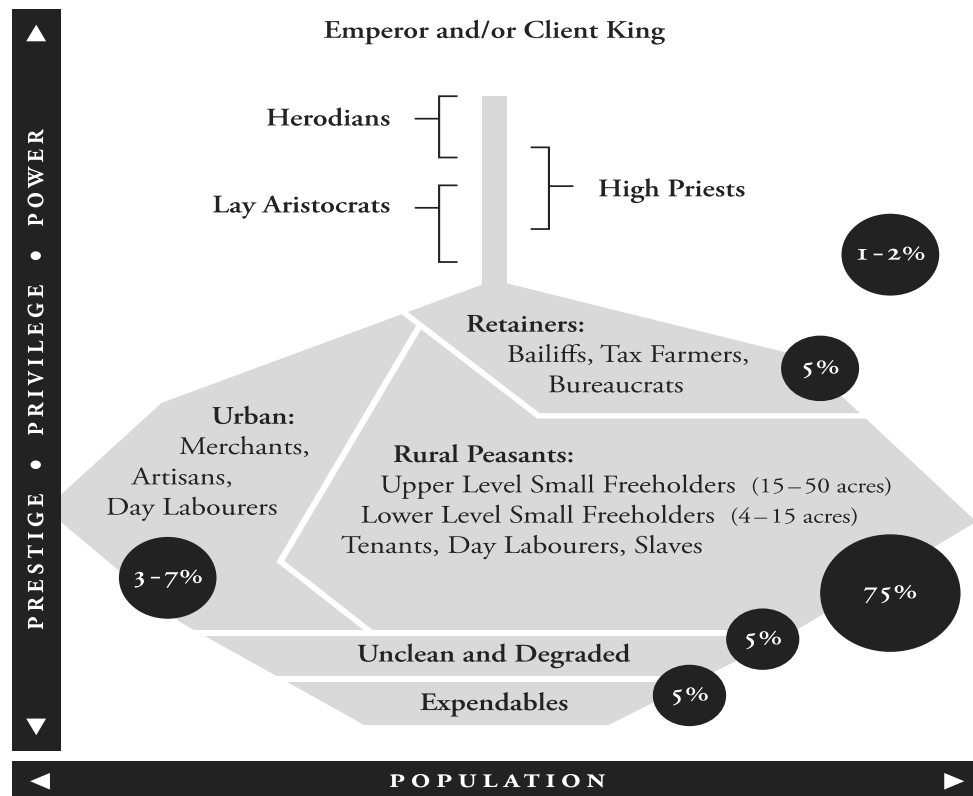 Emperor and/or Client King
Herodians
High Priests
Lay Aristocrats
1-2%
Retainers:
Bailiffs, Tax Farmers,
Bureaucrats
5%
Urban:
Merchants,
Artisans,
Day Labourers
3-7%
Rural Peasants:
Upper Level Small Freeholders (15–50 acres)
Lower Level Small Freeholders (4–15 acres)
Tenants, Day Labourers, Slaves
75%
Unclean and Degraded
5%
Expendables
5%
PRESTIGE • PRIVILEGE • POWER
POPULATION